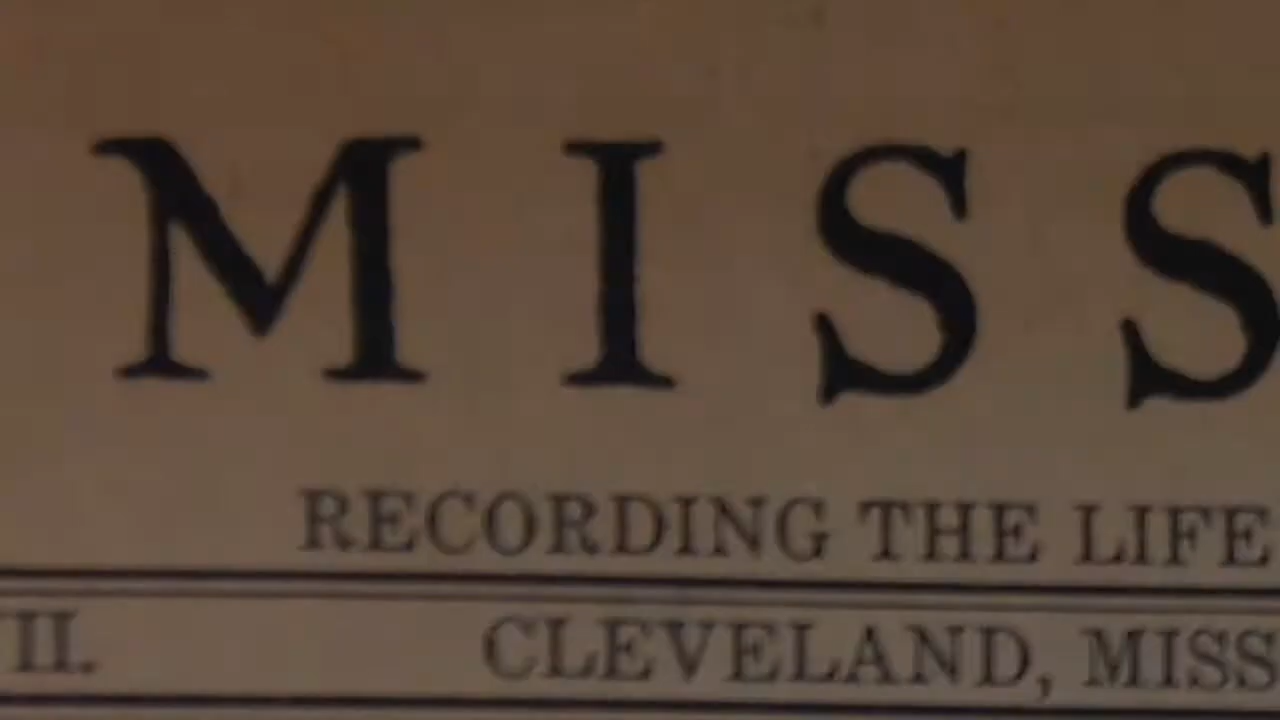 MISS
RECORDING THE LIFE
II. CLEVELAND, MISS